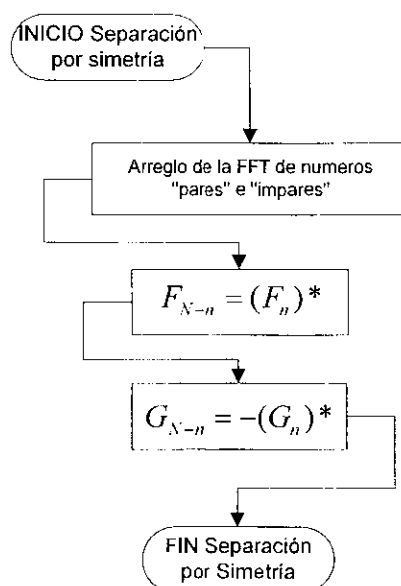 INICIO Separación
por simetría
Arreglo de la FFT de numeros
"pares" e "impares"
F_{N-n} = (F_n)*
G_{N-n} = -(G_n)*
FIN Separación
por Simetría